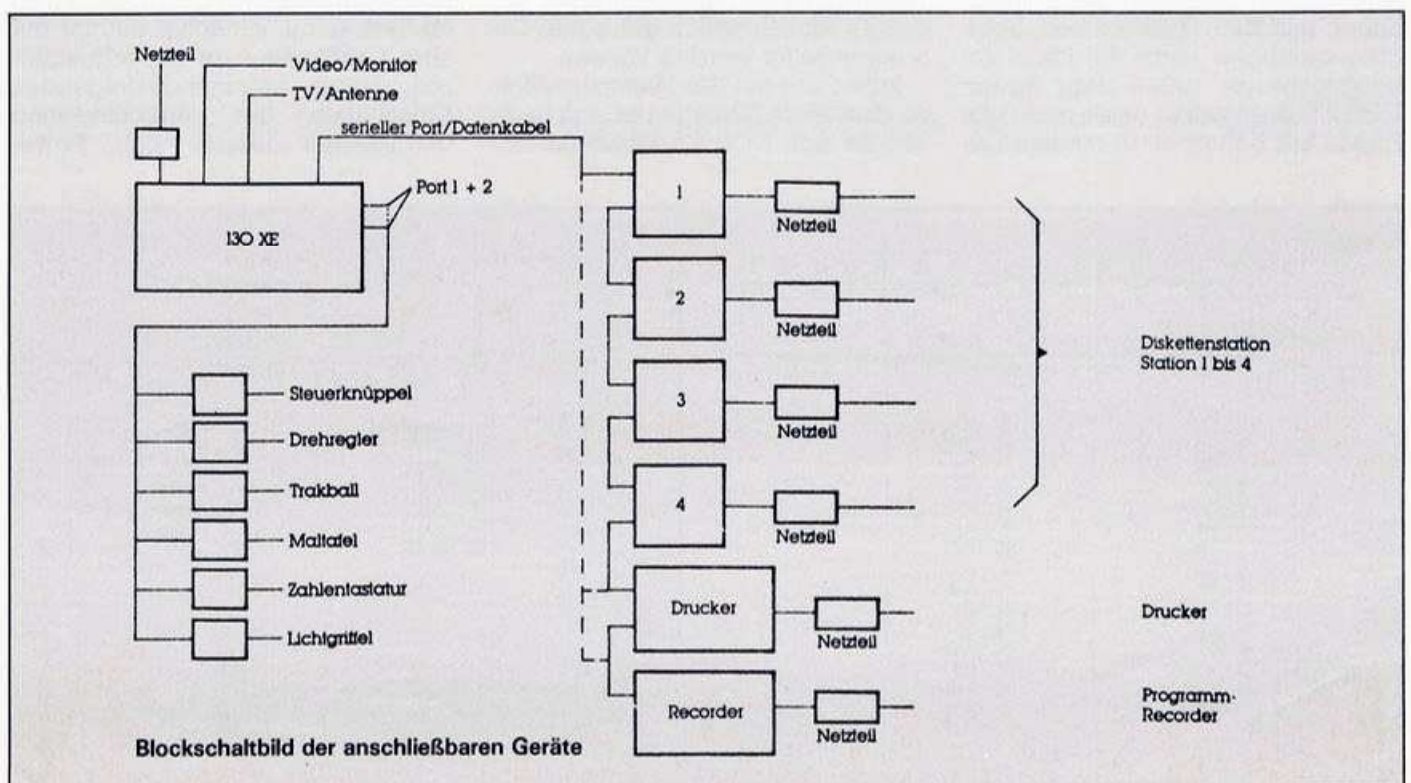 Netzteil
Video/Monitor
TV/Antenne
serieller Port/Datenkabel
Port 1 + 2
130 XE
Steuerknüppel
Drehregler
Trakball
Maltafel
Zahlentastatur
Lichtgriffel
1
Netzteil
2
Netzteil
3
Netzteil
4
Netzteil
Diskettenstation
Station 1 bis 4
Drucker
Netzteil
Drucker
Recorder
Netzteil
Programm-
Recorder
Blockschaltbild der anschließbaren Geräte